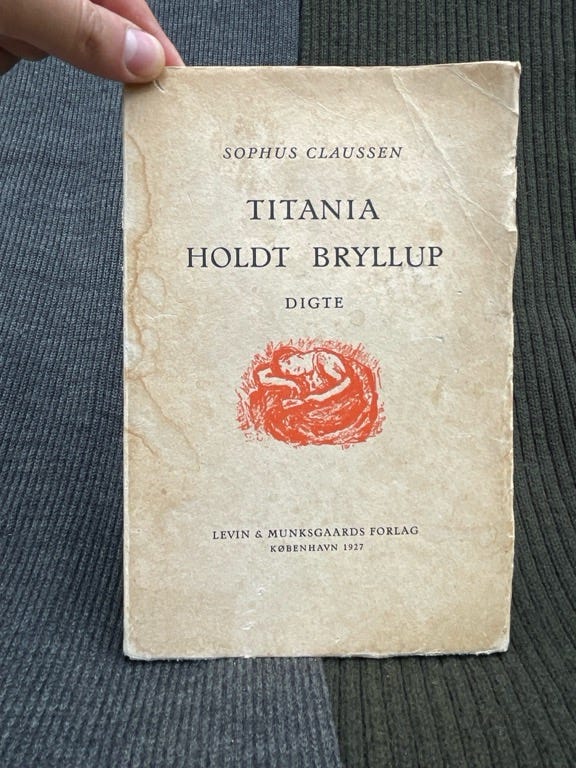 SOPHUS CLAUSSEN
TITANIA
HOLDT BRYLLUP
DIGTE
LEVIN & MUNKSGAARDS FORLAG
KØBENHAVN 1927